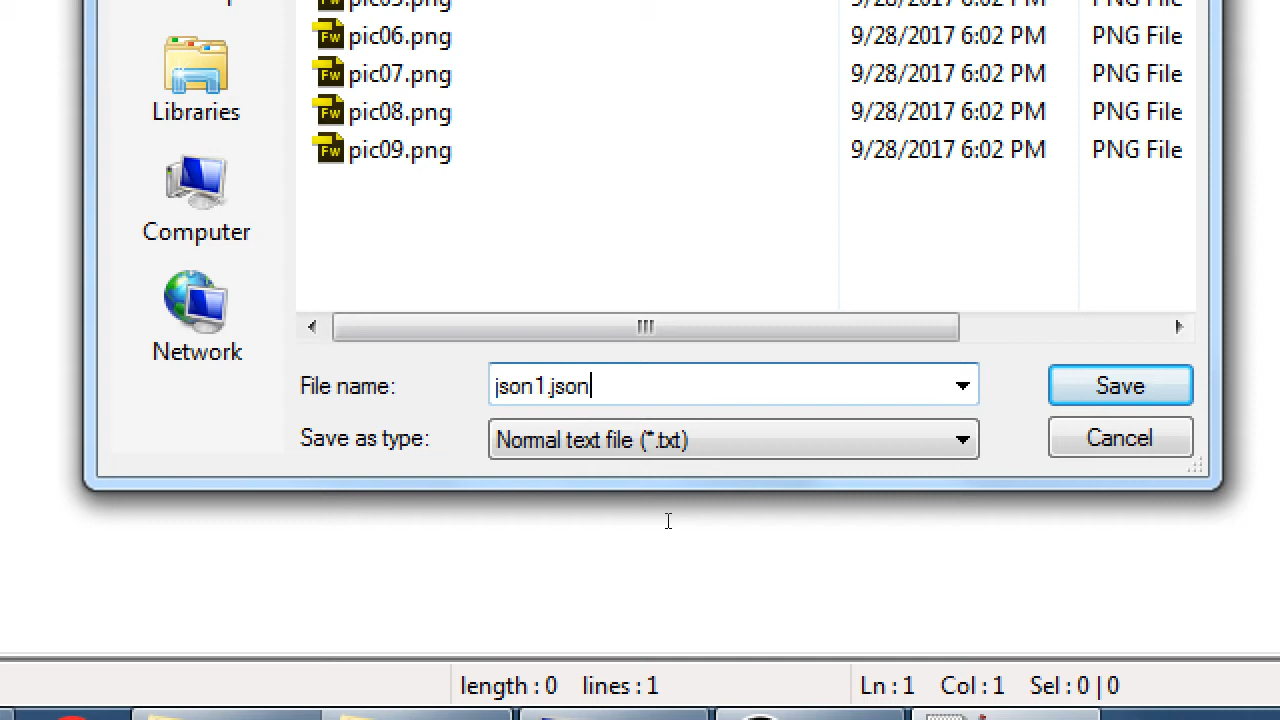 pic06.png 9/28/2017 6:02 PM PNG File
pic07.png 9/28/2017 6:02 PM PNG File
Libraries
pic08.png 9/28/2017 6:02 PM PNG File
pic09.png 9/28/2017 6:02 PM PNG File
Computer
Network
File name: json1.json Save
Save as type: Normal text file (*.txt) Cancel
length : 0 lines : 1 Ln : 1 Col : 1 Sel : 0 | 0